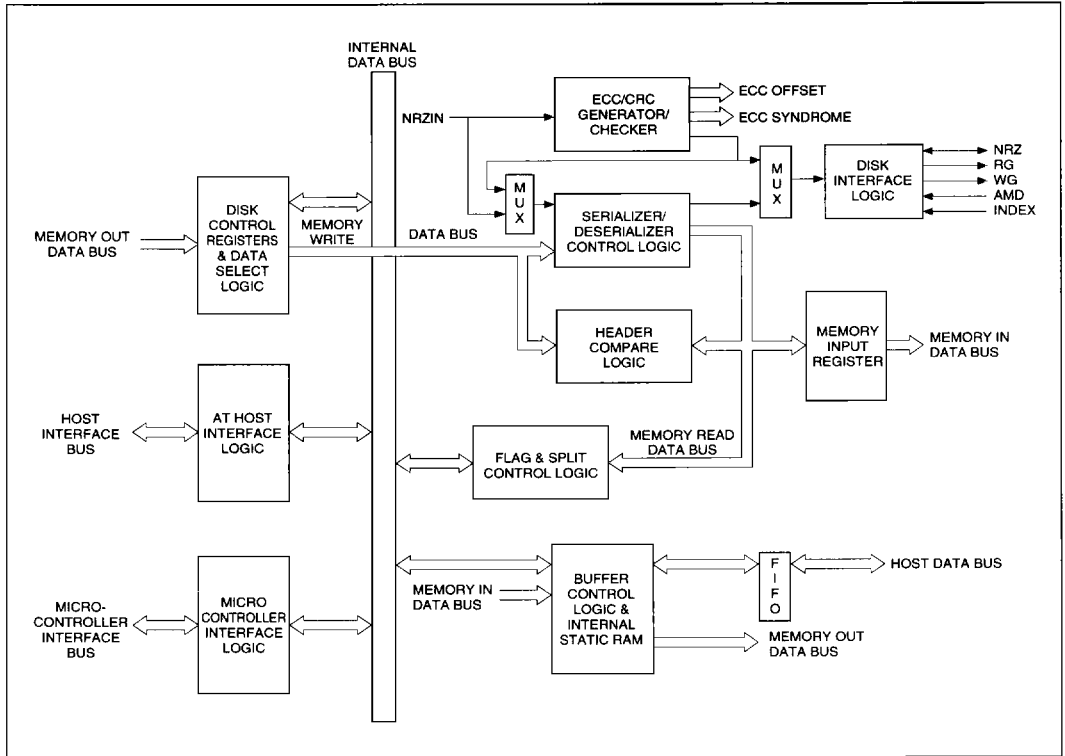 INTERNAL
DATA BUS
NRZIN
ECC/CRC
GENERATOR/
CHECKER
ECC OFFSET
ECC SYNDROME
MUX
MUX
DISK
INTERFACE
LOGIC
NRZ
RG
WG
AMD
INDEX
MEMORY OUT
DATA BUS
DISK
CONTROL
REGISTERS
& DATA
SELECT
LOGIC
MEMORY
WRITE
DATA BUS
SERIALIZER/
DESERIALIZER
CONTROL LOGIC
HEADER
COMPARE
LOGIC
MEMORY
INPUT
REGISTER
MEMORY IN
DATA BUS
HOST
INTERFACE
BUS
AT HOST
INTERFACE
LOGIC
FLAG & SPLIT
CONTROL LOGIC
MEMORY READ
DATA BUS
MICRO-
CONTROLLER
INTERFACE
BUS
MICRO
CONTROLLER
INTERFACE
LOGIC
MEMORY IN
DATA BUS
BUFFER
CONTROL
LOGIC &
INTERNAL
STATIC RAM
FIFO
HOST DATA BUS
MEMORY OUT
DATA BUS